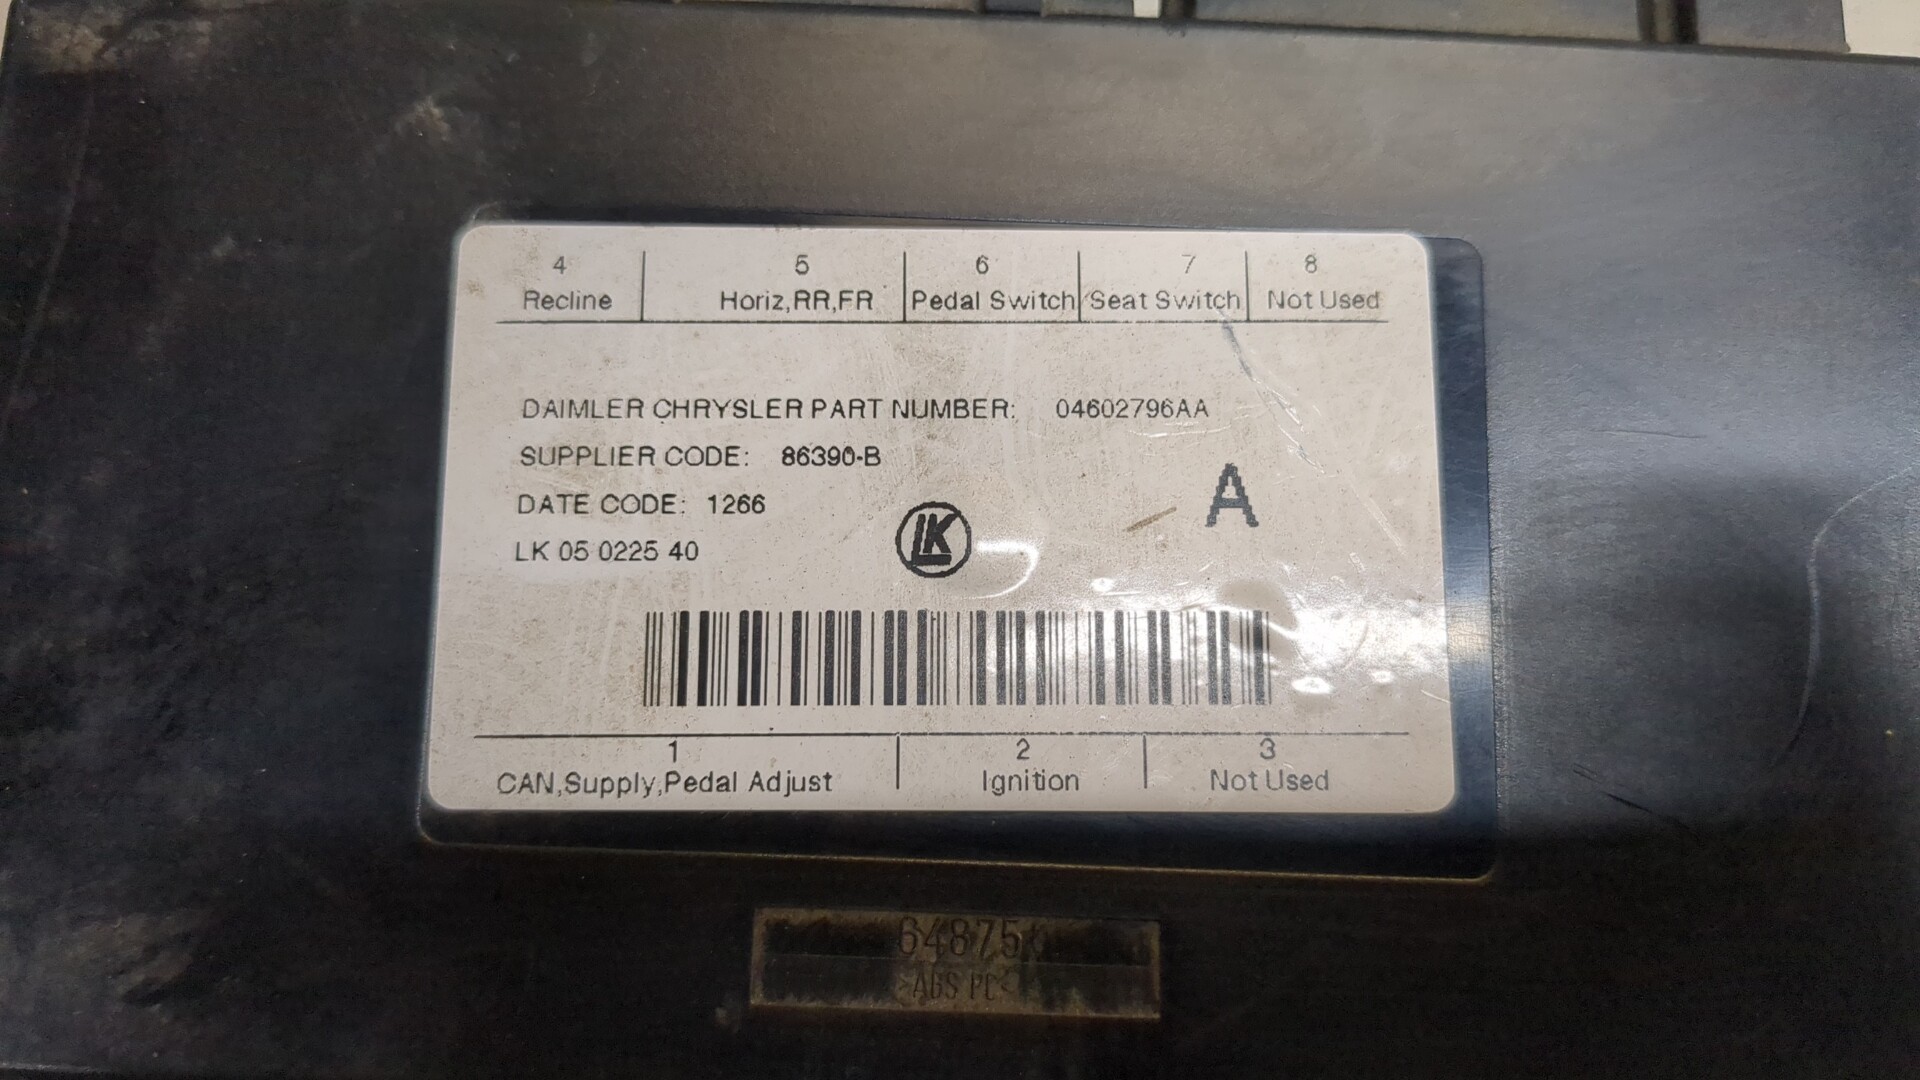 4 5 6 7 8
Recline Horiz,RR,FR Pedal Switch Seat Switch Not Used
DAIMLER CHRYSLER PART NUMBER: 04602796AA
SUPPLIER CODE: 86390-B
DATE CODE: 1266
A
LK 05 0225 40
LK
1 2 3
CAN,Supply,Pedal Adjust Ignition Not Used
64875
>ABS PC<